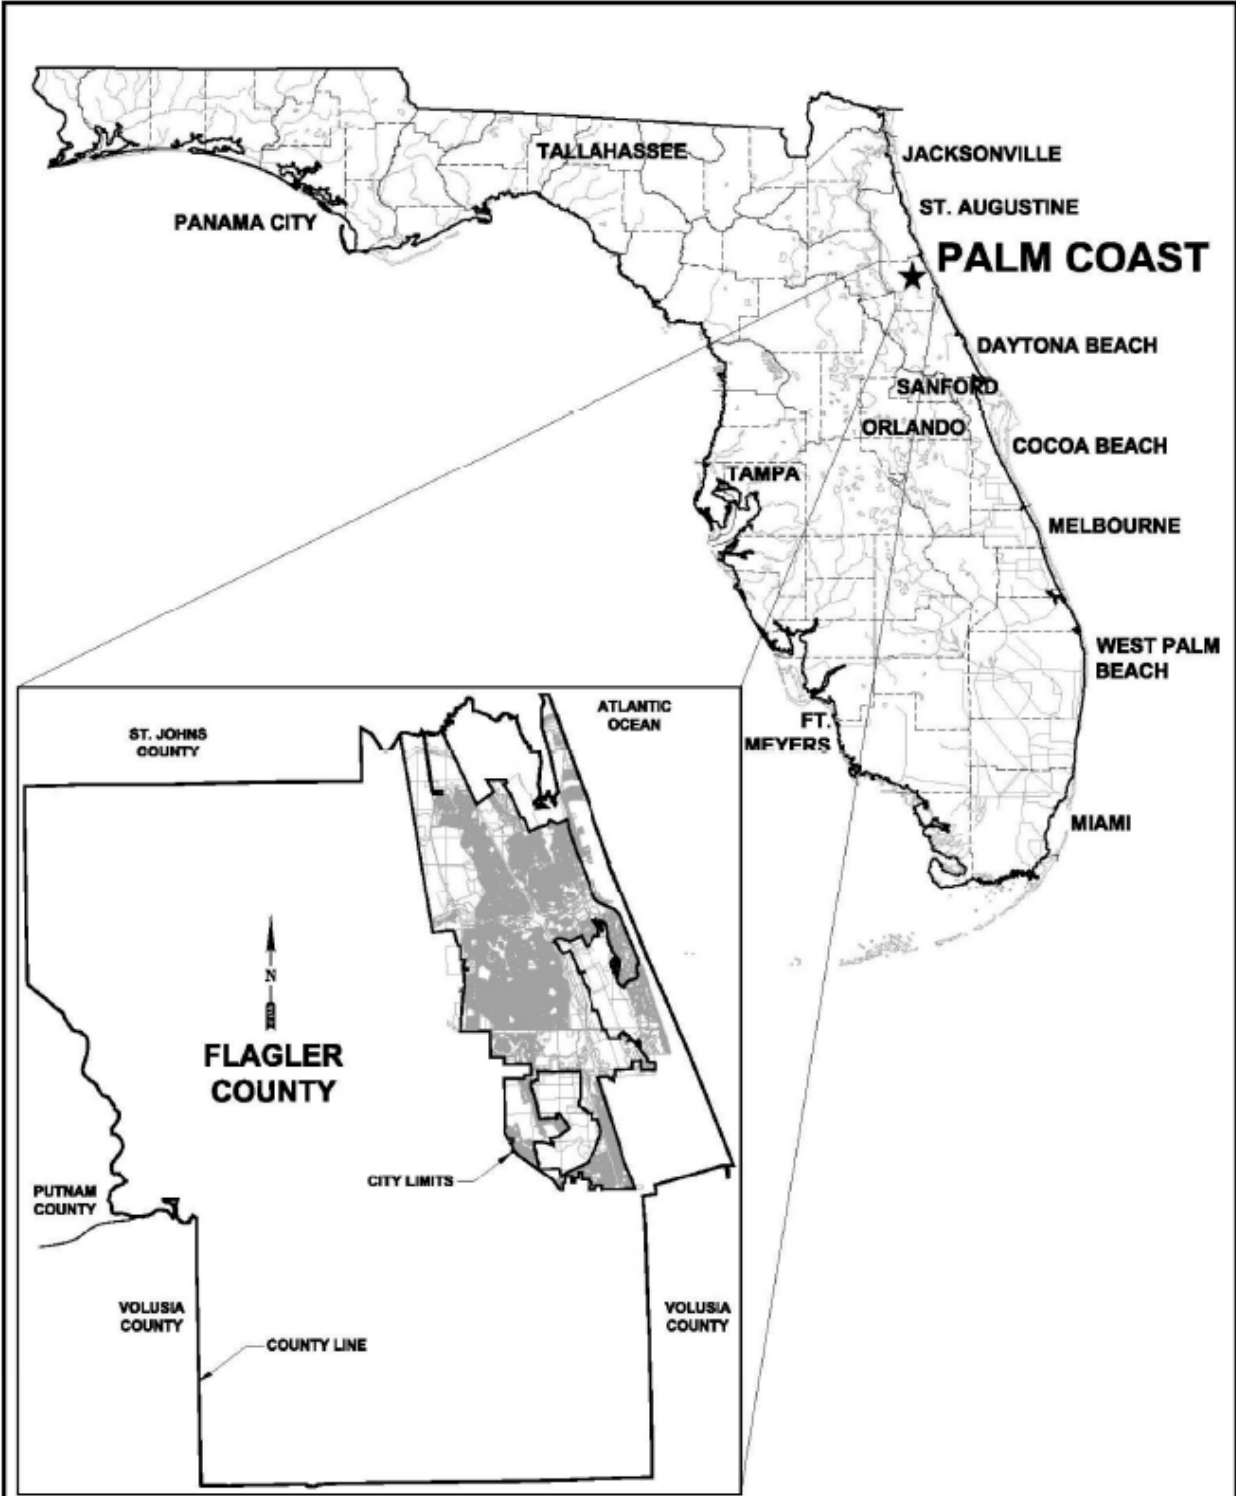 TALLAHASSEE
JACKSONVILLE
PANAMA CITY
ST. AUGUSTINE
PALM COAST
DAYTONA BEACH
SANFORD
ORLANDO
COCOA BEACH
TAMPA
MELBOURNE
WEST PALM
BEACH
FT.
MEYERS
MIAMI
ST. JOHNS
COUNTY
ATLANTIC
OCEAN
N
FLAGLER
COUNTY
CITY LIMITS
PUTNAM
COUNTY
VOLUSIA
COUNTY
COUNTY LINE
VOLUSIA
COUNTY